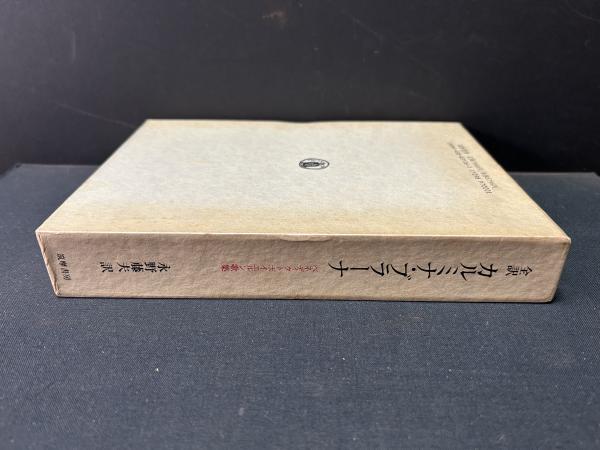 全訳 カルミナ・ブラーナ
ベネディクトボイエルン歌集
永野藤夫 訳
筑摩書房